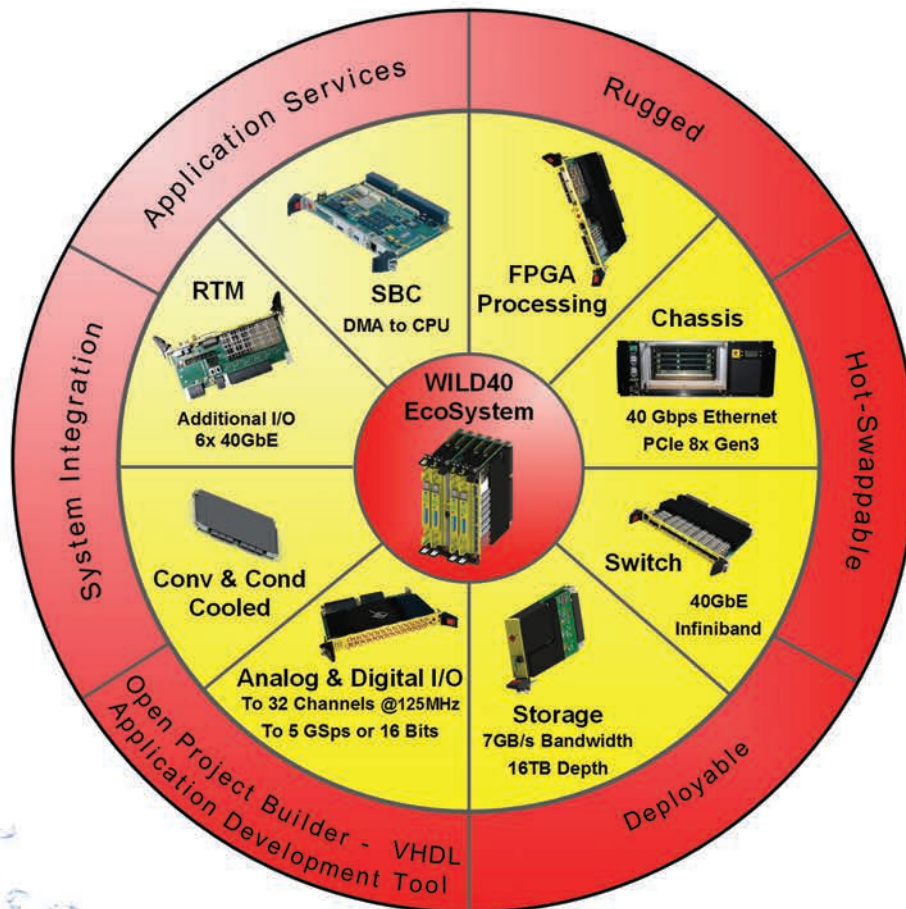 Application Services
Rugged
Hot-Swappable
Deployable
Open Project Builder - VHDL
Application Development Tool
System Integration
WILD40
EcoSystem
SBC
DMA to CPU
FPGA
Processing
Chassis
40 Gbps Ethernet
PCIe 8x Gen3
Switch
40GbE
Infiniband
Storage
7GB/s Bandwidth
16TB Depth
Analog & Digital I/O
To 32 Channels @125MHz
To 5 GSps or 16 Bits
Conv & Cond
Cooled
RTM
Additional I/O
6x 40GbE